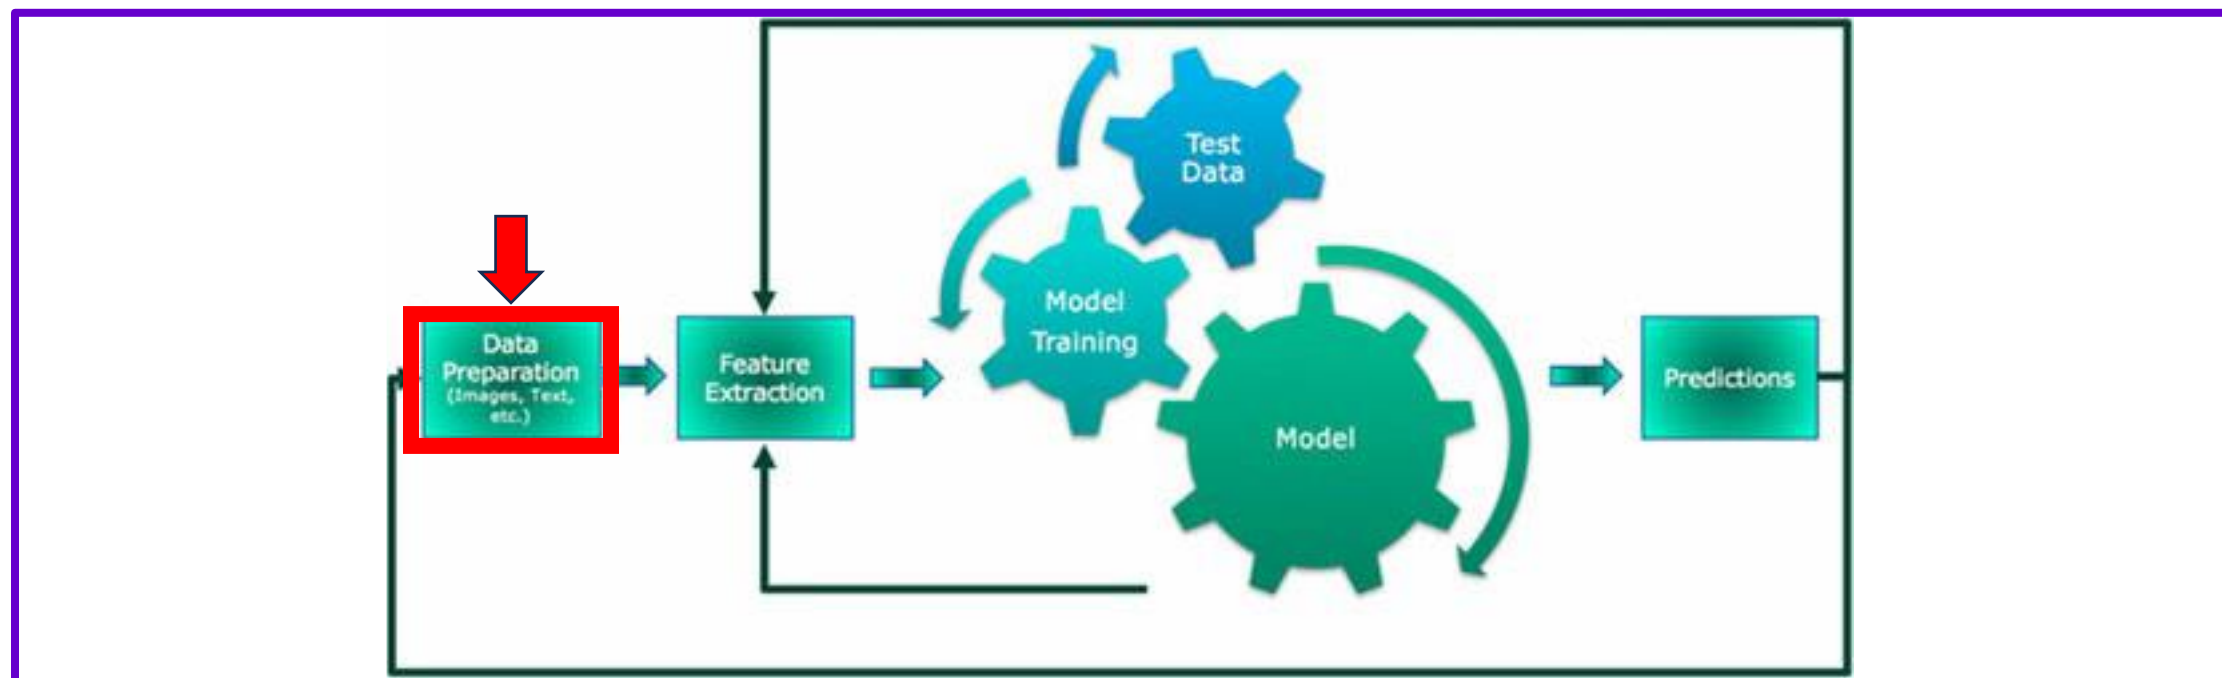 Test
Data
Model
Training
Data
Preparation
(Images, Text,
etc.)
Feature
Extraction
Model
Predictions